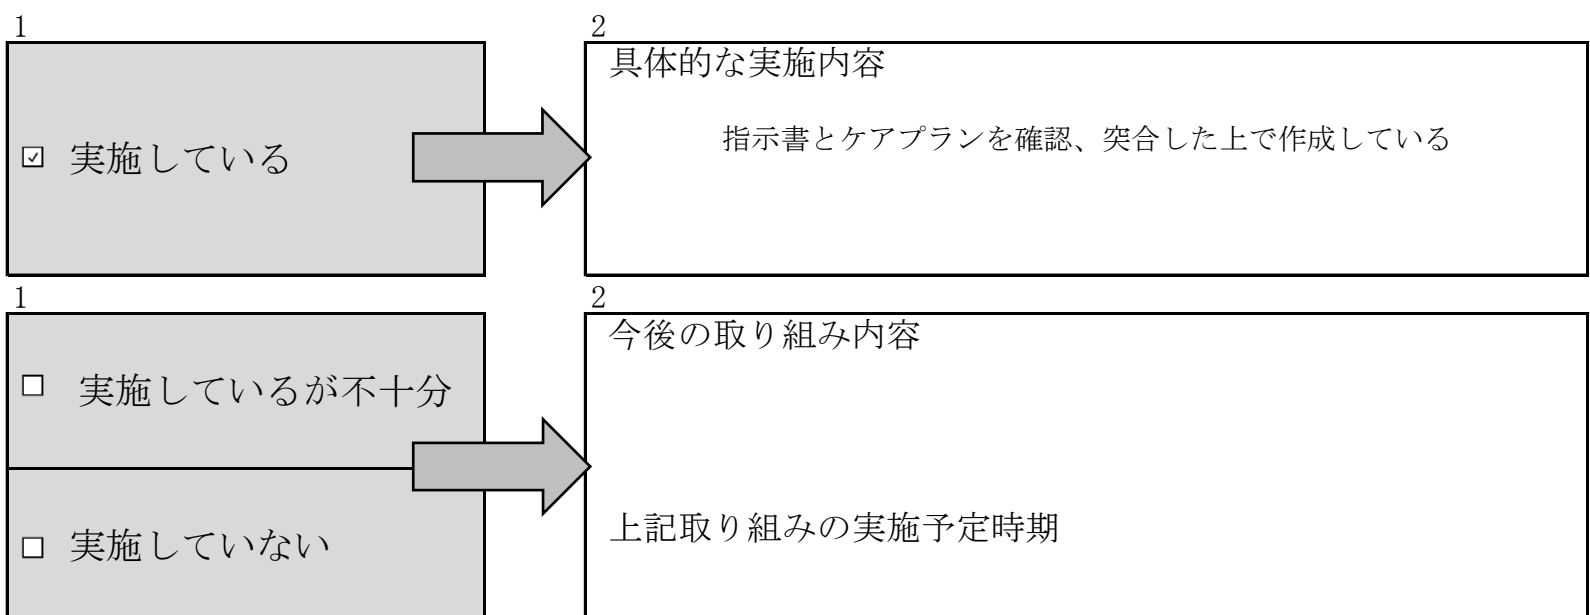 1
2
☑ 実施している
具体的な実施内容
指示書とケアプランを確認、突合した上で作成している
1
2
☐ 実施しているが不十分
☐ 実施していない
今後の取り組み内容
上記取り組みの実施予定時期